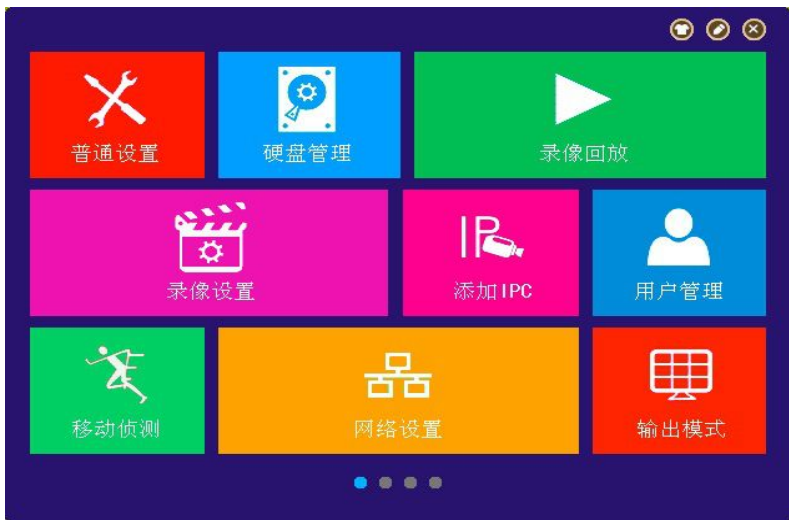 普通设置
硬盘管理
录像回放
录像设置
IP
添加IPC
用户管理
移动侦测
网络设置
输出模式